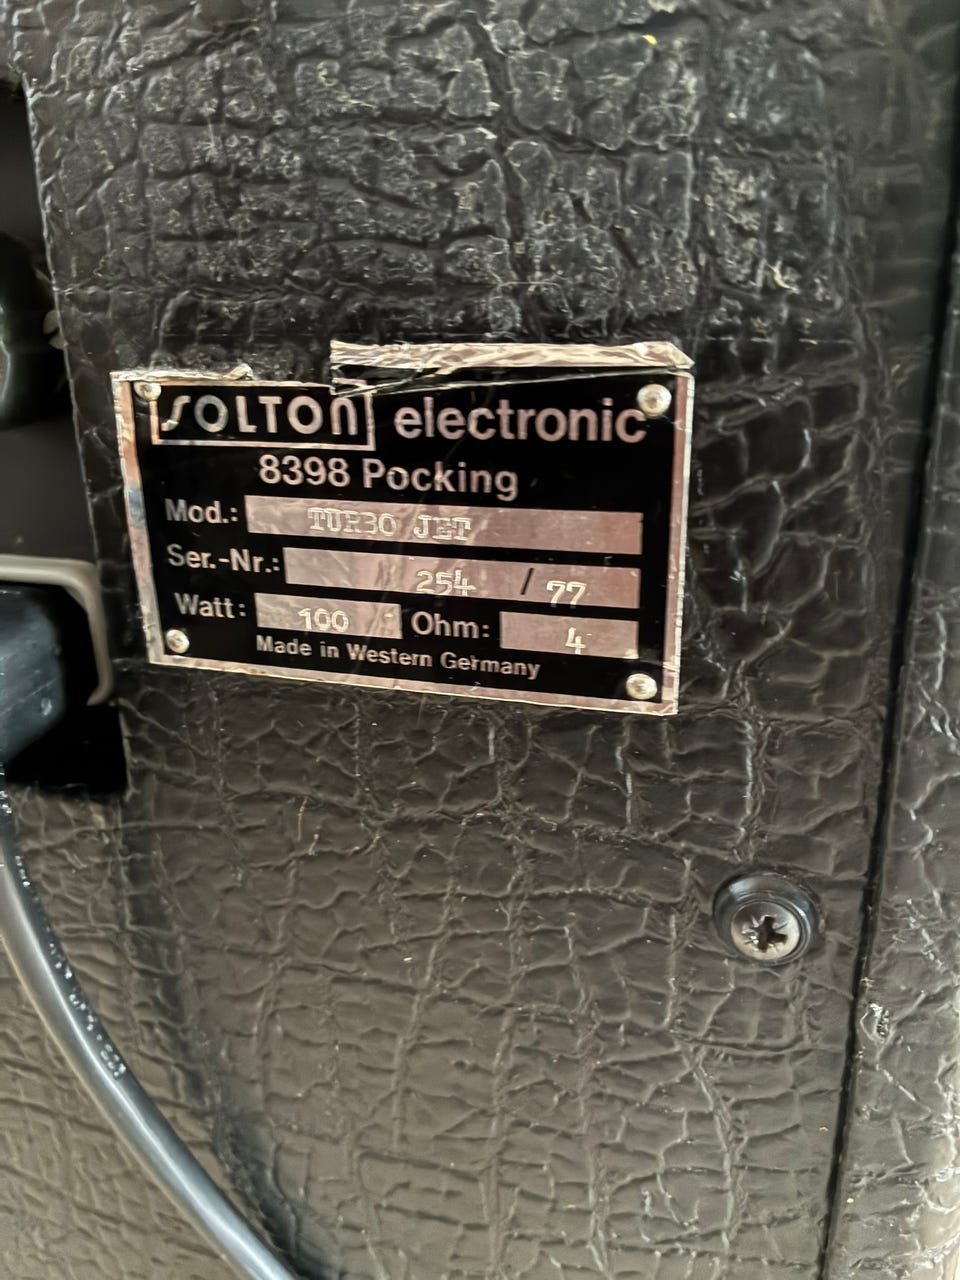 SOLTON electronic
8398 Pocking
Mod.: TURBO JET
Ser.-Nr.: 254 / 77
Watt: 100 Ohm: 4
Made in Western Germany